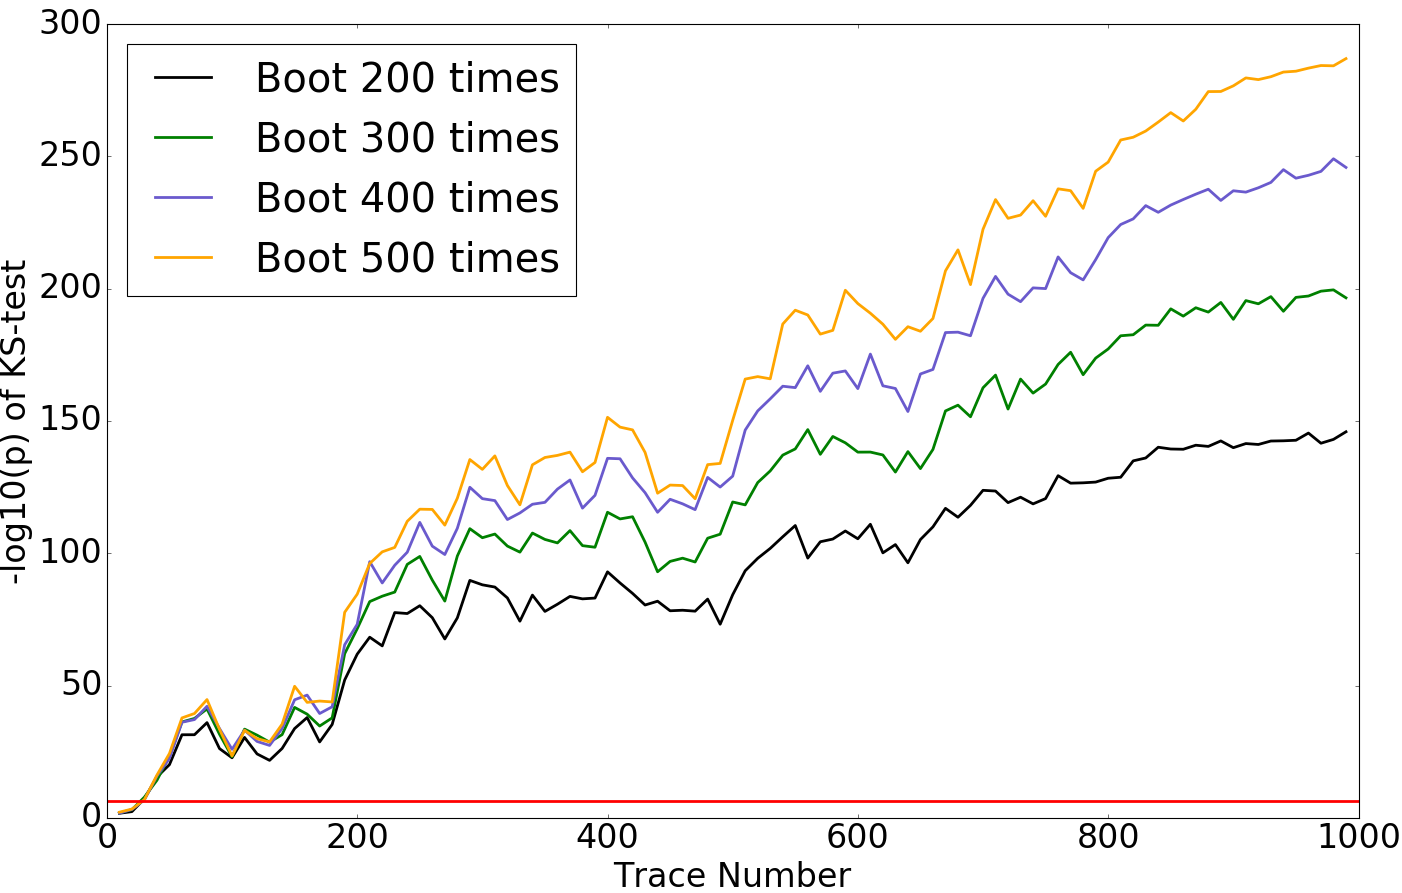 300
250
200
150
100
50
0
-log10(p) of KS-test
Boot 200 times
Boot 300 times
Boot 400 times
Boot 500 times
0 200 400 600 800 1000
Trace Number